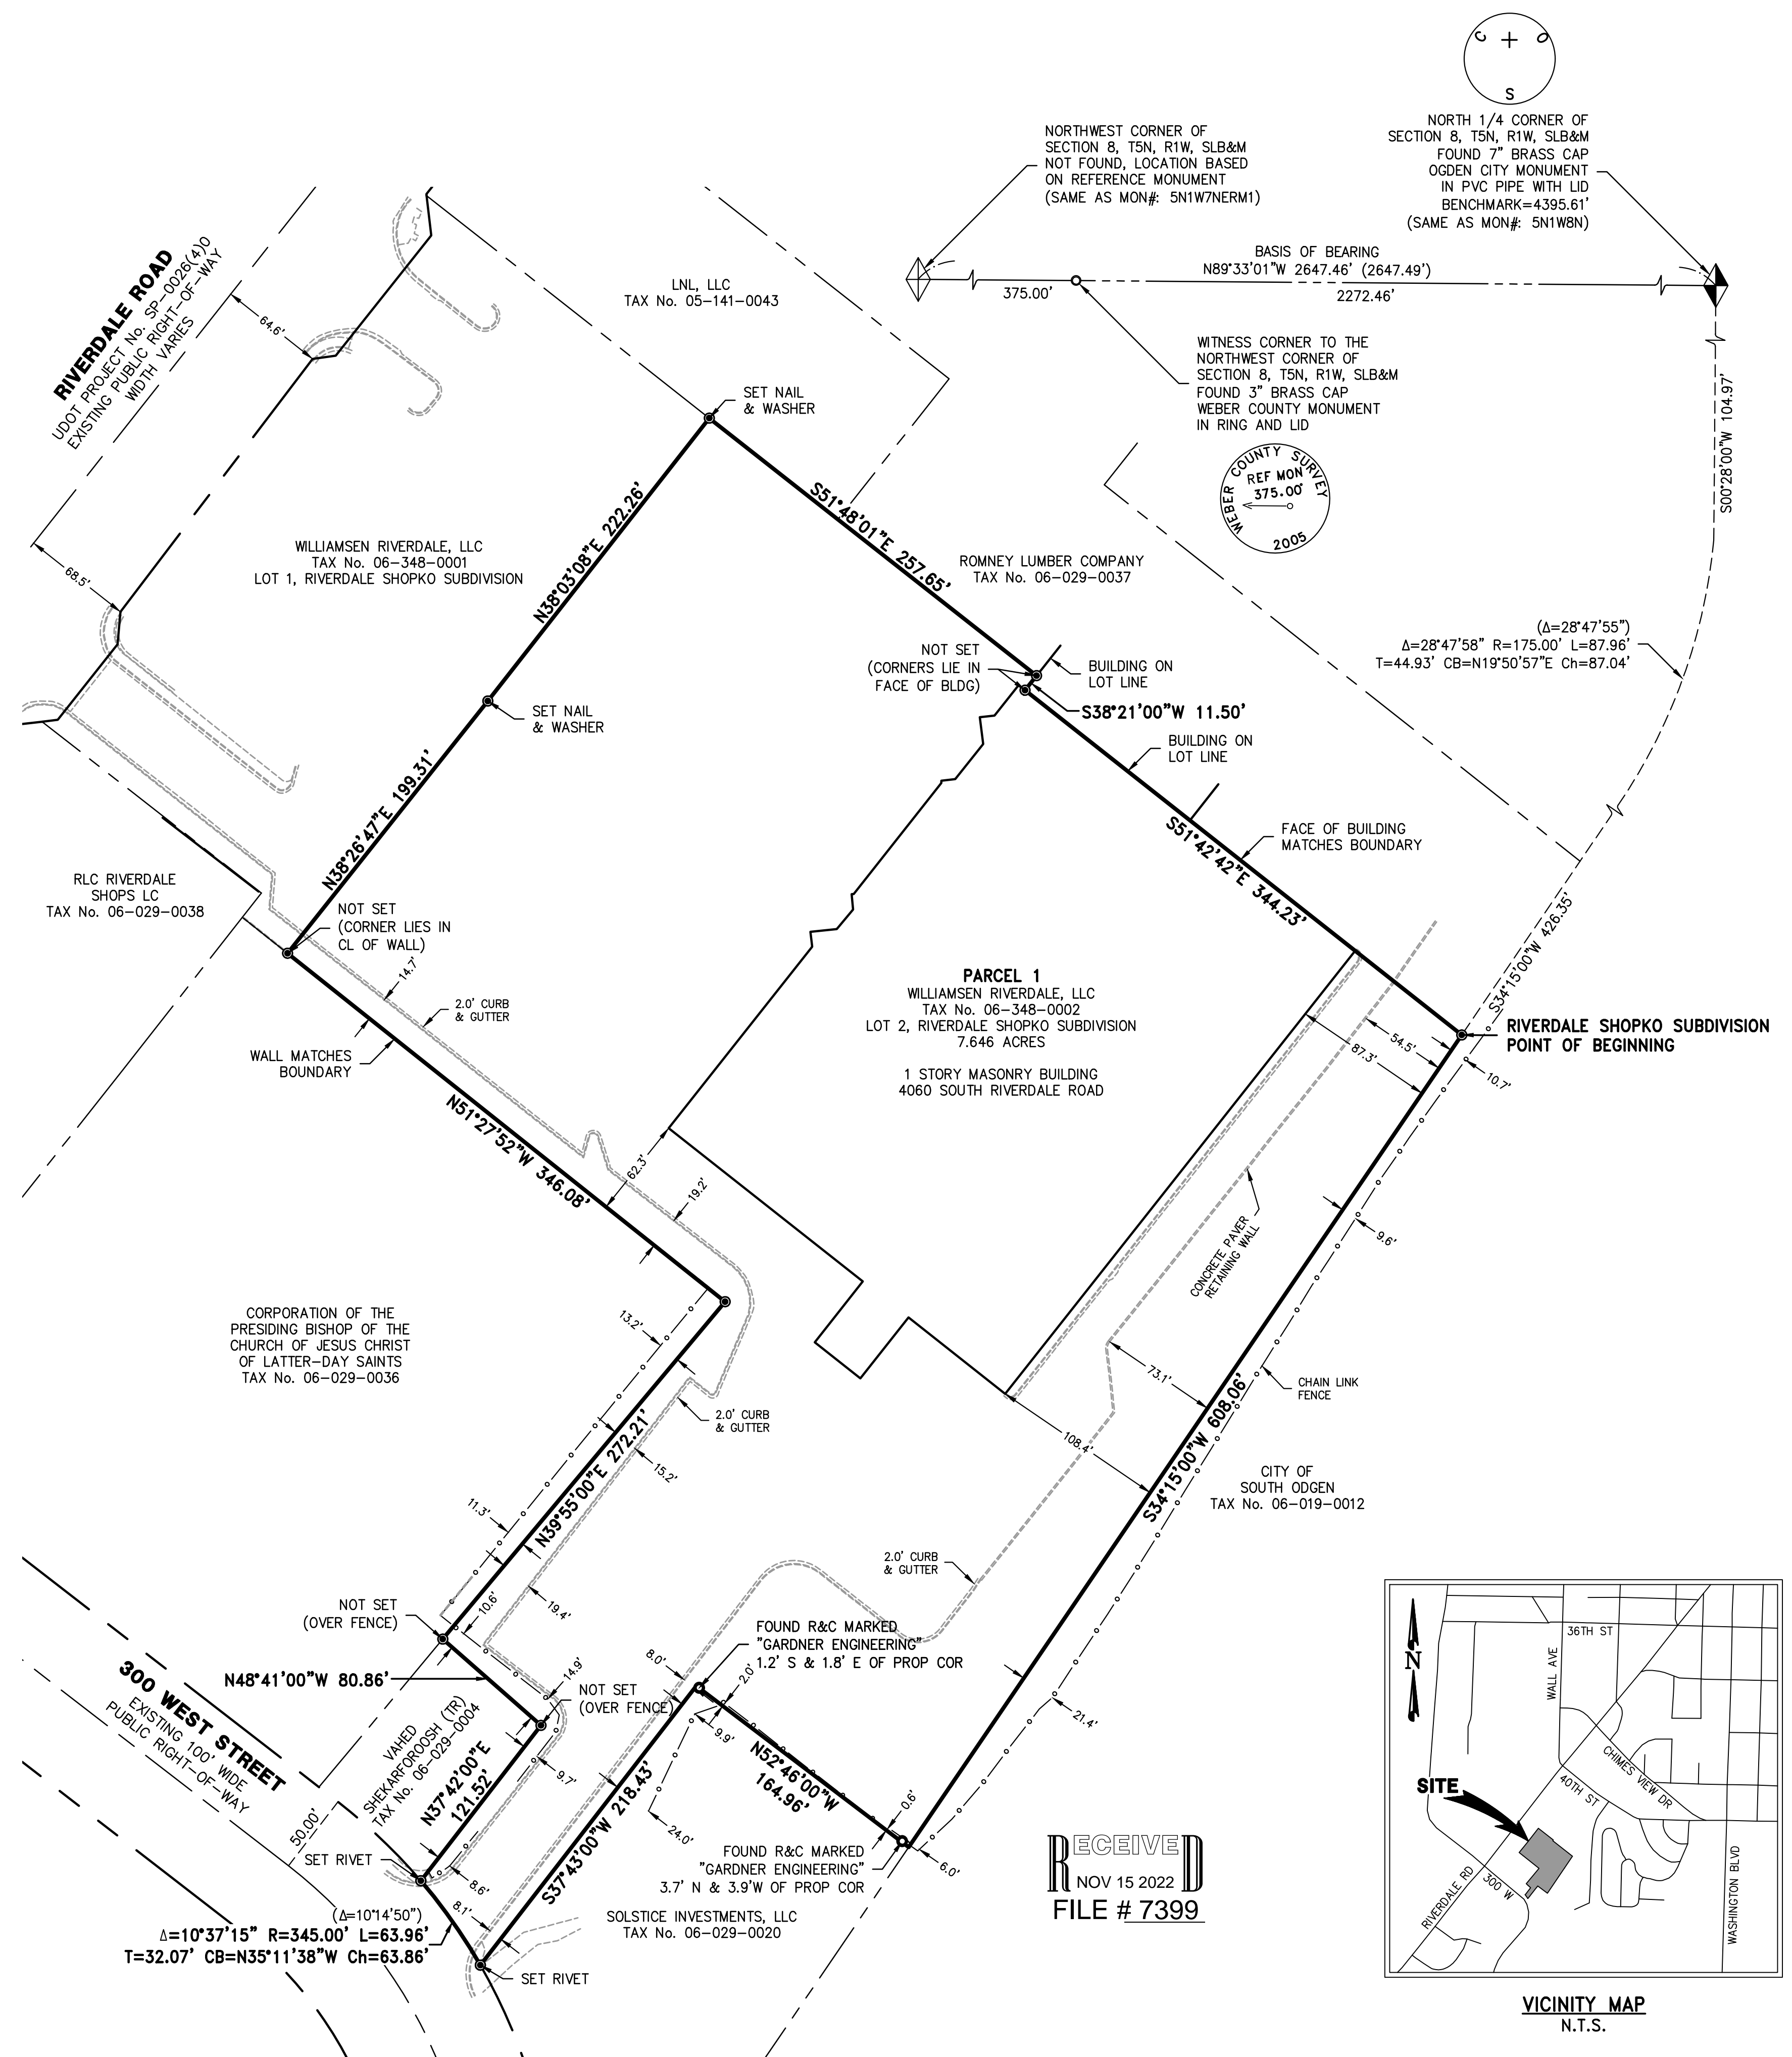 C + O
S
NORTHWEST CORNER OF
SECTION 8, T5N, R1W, SLB&M
NOT FOUND, LOCATION BASED
ON REFERENCE MONUMENT
(SAME AS MON#: 5N1W7NERM1)
NORTH 1/4 CORNER OF
SECTION 8, T5N, R1W, SLB&M
FOUND 7" BRASS CAP
OGDEN CITY MONUMENT
IN PVC PIPE WITH LID
BENCHMARK=4395.61'
(SAME AS MON#: 5N1W8N)
BASIS OF BEARING
N89°33'01"W 2647.46' (2647.49')
375.00'
2272.46'
WITNESS CORNER TO THE
NORTHWEST CORNER OF
SECTION 8, T5N, R1W, SLB&M
FOUND 3" BRASS CAP
WEBER COUNTY MONUMENT
IN RING AND LID
WEBER COUNTY SURVEY
REF MON
375.00'
2005
S00°28'00"W 104.97'
(Δ=28°47'55")
Δ=28°47'58" R=175.00' L=87.96'
T=44.93' CB=N19°50'57"E Ch=87.04'
S34°15'00"W 426.35'
RIVERDALE ROAD
UDOT PROJECT No. SP-0026(4)0
EXISTING PUBLIC RIGHT-OF-WAY
WIDTH VARIES
64.6'
68.5'
LNL, LLC
TAX No. 05-141-0043
SET NAIL
& WASHER
WILLIAMSEN RIVERDALE, LLC
TAX No. 06-348-0001
LOT 1, RIVERDALE SHOPKO SUBDIVISION
N38°03'08"E 222.26'
S51°48'01"E 257.65'
ROMNEY LUMBER COMPANY
TAX No. 06-029-0037
NOT SET
(CORNERS LIE IN
FACE OF BLDG)
BUILDING ON
LOT LINE
S38°21'00"W 11.50'
BUILDING ON
LOT LINE
SET NAIL
& WASHER
N38°26'47"E 199.31'
FACE OF BUILDING
MATCHES BOUNDARY
S51°42'42"E 344.23'
RLC RIVERDALE
SHOPS LC
TAX No. 06-029-0038
NOT SET
(CORNER LIES IN
CL OF WALL)
14.7'
2.0' CURB
& GUTTER
WALL MATCHES
BOUNDARY
N51°27'52"W 346.08'
PARCEL 1
WILLIAMSEN RIVERDALE, LLC
TAX No. 06-348-0002
LOT 2, RIVERDALE SHOPKO SUBDIVISION
7.646 ACRES
1 STORY MASONRY BUILDING
4060 SOUTH RIVERDALE ROAD
RIVERDALE SHOPKO SUBDIVISION
POINT OF BEGINNING
54.5'
87.3'
10.7'
62.3'
19.2'
9.6'
CONCRETE PAVER
RETAINING WALL
CORPORATION OF THE
PRESIDING BISHOP OF THE
CHURCH OF JESUS CHRIST
OF LATTER-DAY SAINTS
TAX No. 06-029-0036
13.2'
73.1'
CHAIN LINK
FENCE
2.0' CURB
& GUTTER
108.4'
S34°15'00"W 608.06'
N39°55'00"E 272.21'
15.2'
CITY OF
SOUTH ODGEN
TAX No. 06-019-0012
11.3'
2.0' CURB
& GUTTER
NOT SET
(OVER FENCE)
10.6'
19.4'
FOUND R&C MARKED
"GARDNER ENGINEERING"
1.2' S & 1.8' E OF PROP COR
8.0'
2.0'
14.9'
N48°41'00"W 80.86'
NOT SET
(OVER FENCE)
300 WEST STREET
EXISTING 100' WIDE
PUBLIC RIGHT-OF-WAY
VAHED
SHEKARFOROOSH (TR)
TAX No. 06-029-0004
N37°42'00"E
121.52'
9.7'
9.9'
21.4'
N52°46'00"W
164.96'
S37°43'00"W 218.43'
24.0'
0.6'
50.00'
SET RIVET
8.6'
8.1'
FOUND R&C MARKED
"GARDNER ENGINEERING"
3.7' N & 3.9'W OF PROP COR
6.0'
(Δ=10°14'50")
Δ=10°37'15" R=345.00' L=63.96'
T=32.07' CB=N35°11'38"W Ch=63.86'
SOLSTICE INVESTMENTS, LLC
TAX No. 06-029-0020
SET RIVET
RECEIVED
NOV 15 2022
FILE # 7399
N
36TH ST
WALL AVE
CHIMES VIEW DR
40TH ST
SITE
RIVERDALE RD
300 W
WASHINGTON BLVD
VICINITY MAP
N.T.S.